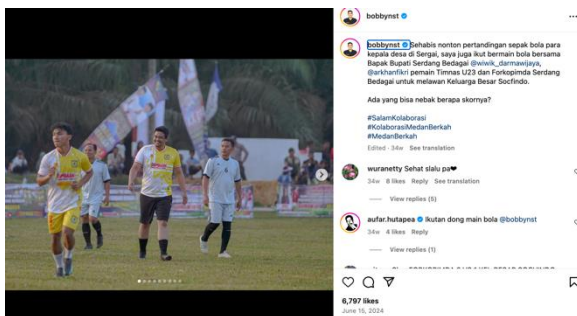 bobbynst
bobbynst Sehabis nonton pertandingan sepak bola para
kepala desa di Sergai, saya juga ikut bermain bola bersama
Bapak Bupati Serdang Bedagai @wiwik_darmawijaya,
@arkhanfikri pemain Timnas U23 dan Forkopimda Serdang
Bedagai untuk melawan Keluarga Besar Socfindo.
Ada yang bisa nebak berapa skornya?
#SalamKolaborasi
#KolaborasiMedanBerkah
#MedanBerkah
Edited · 34w See translation
wuranetty Sehat slalu pa❤
34w 8 likes Reply See translation
View replies (5)
aufar.hutapea Ikutan dong main bola @bobbynst
34w 4 likes Reply
View replies (1)
6,797 likes
June 15, 2024